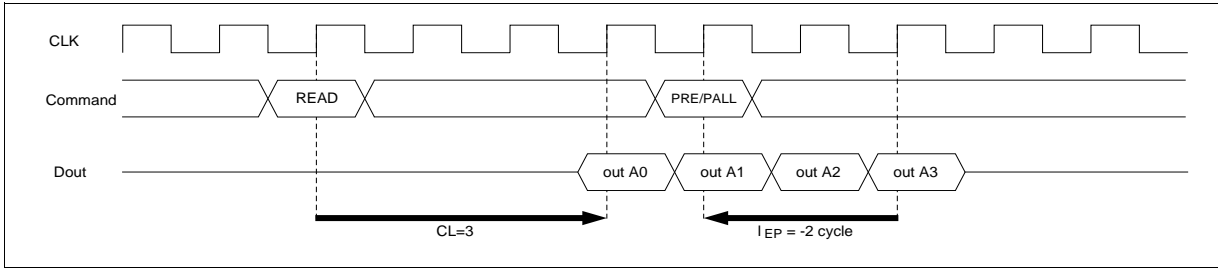 CLK
Command
READ
PRE/PALL
Dout
out A0
out A1
out A2
out A3
CL=3
l EP = -2 cycle